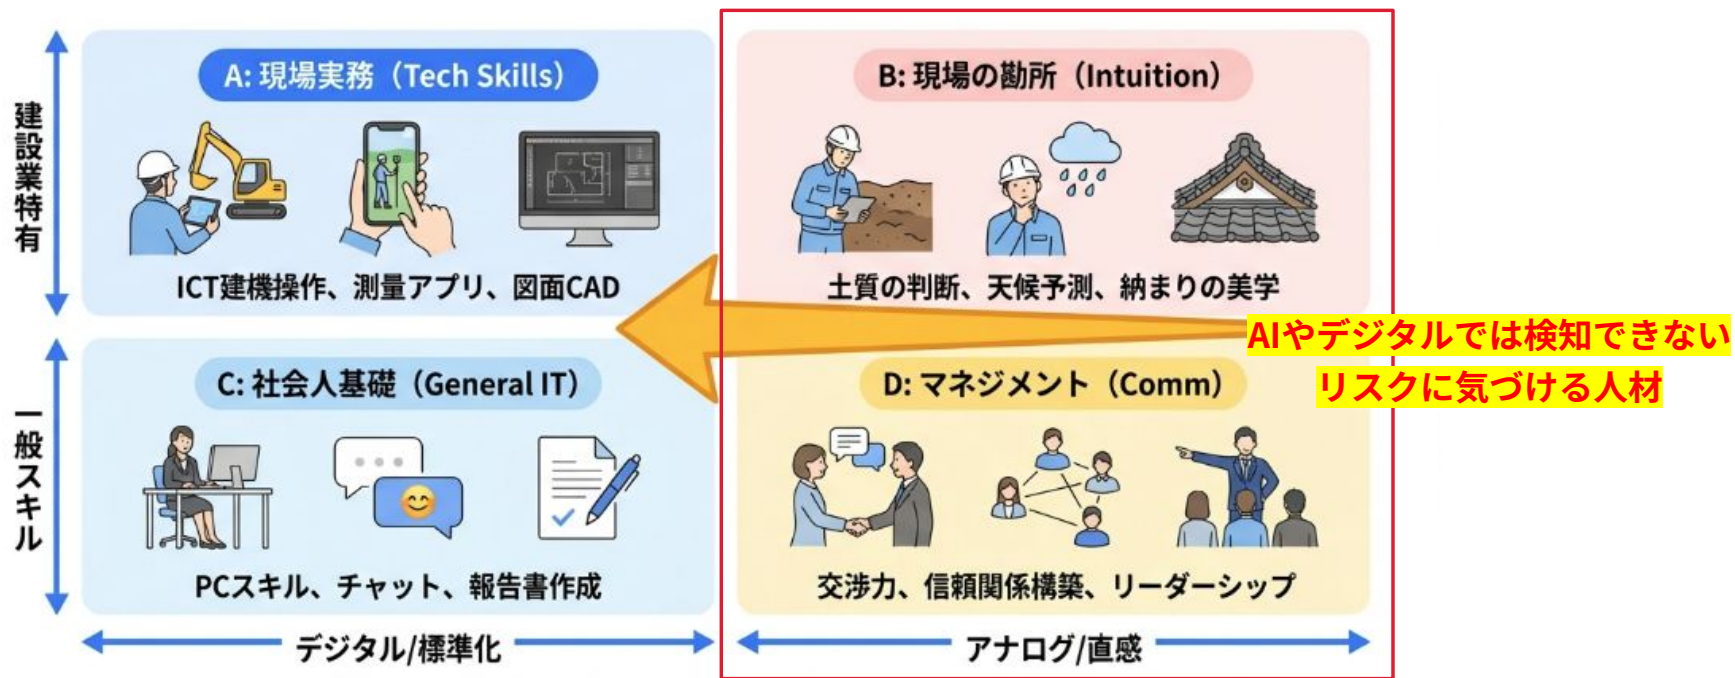 建設業特有
A: 現場実務（Tech Skills）
ICT建機操作、測量アプリ、図面CAD
B: 現場の勘所（Intuition）
土質の判断、天候予測、納まりの美学
AIやデジタルでは検知できない
リスクに気づける人材
一般スキル
C: 社会人基礎（General IT）
PCスキル、チャット、報告書作成
D: マネジメント（Comm）
交渉力、信頼関係構築、リーダーシップ
デジタル/標準化
アナログ/直感